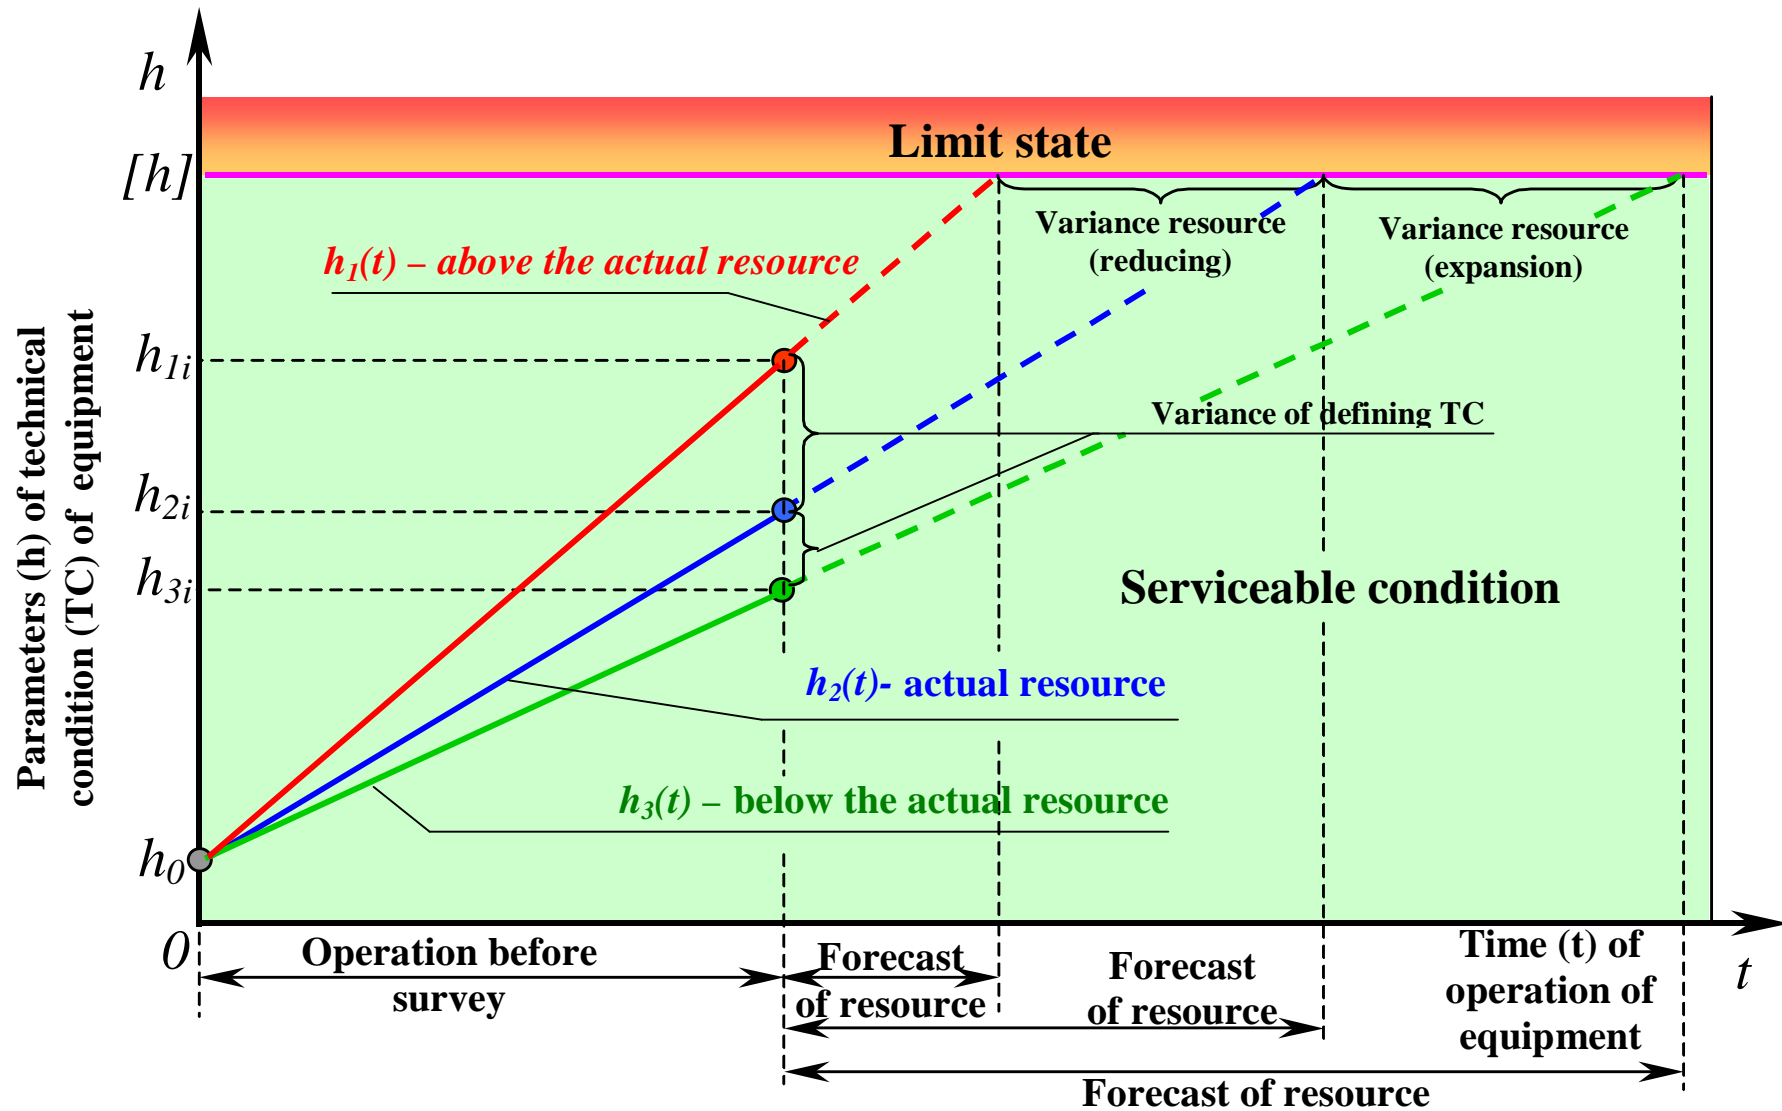 h
Limit state
[h]
Variance resource
(reducing)
Variance resource
(expansion)
h1(t) – above the actual resource
h1i
Variance of defining TC
h2i
h3i
Serviceable condition
h2(t)- actual resource
h3(t) – below the actual resource
h0
Parameters (h) of technical
condition (TC) of equipment
0
Operation before
survey
Forecast
of resource
Forecast
of resource
Time (t) of
operation of
equipment
t
Forecast of resource